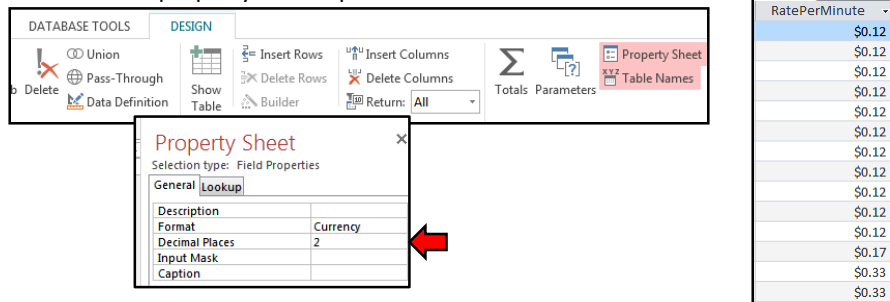 DATABASE TOOLS DESIGN
Union
Pass-Through
Data Definition
b Delete
Show
Table
Insert Rows
Delete Rows
Builder
Insert Columns
Delete Columns
Return: All
Totals Parameters
Property Sheet
XYZ Table Names
Property Sheet ×
Selection type: Field Properties
General Lookup
Description
Format Currency
Decimal Places 2
Input Mask
Caption
RatePerMinute
$0.12
$0.12
$0.12
$0.12
$0.12
$0.12
$0.12
$0.12
$0.12
$0.12
$0.17
$0.33
$0.33